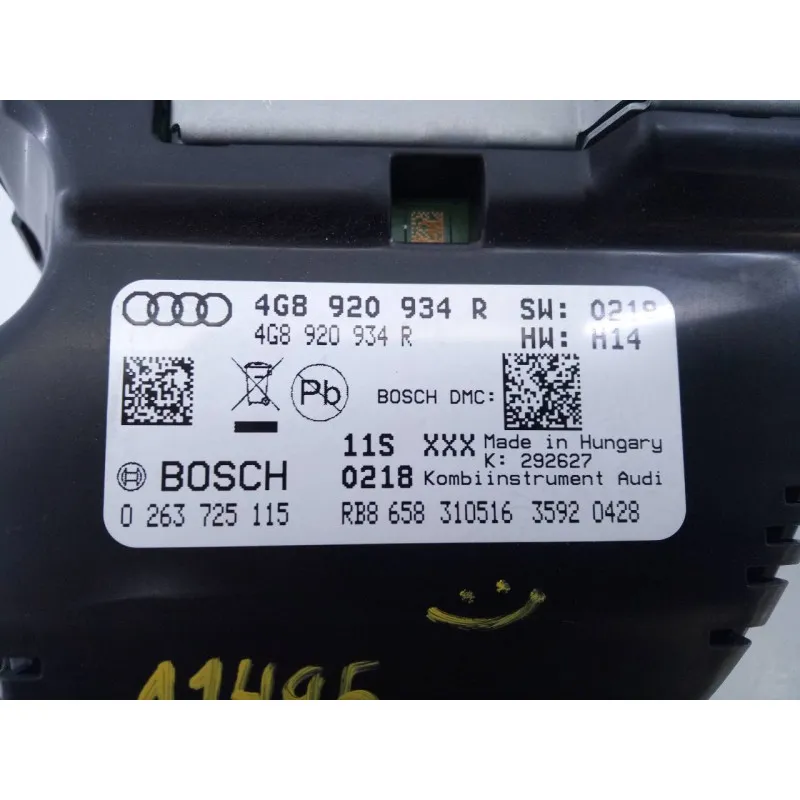 4G8 920 934 R SW: 0218
4G8 920 934 R HW: H14
Pb BOSCH DMC:
11S XXX Made in Hungary
K: 292627
BOSCH 0218 Kombiinstrument Audi
0 263 725 115 RB8 658 310516 3592 0428
A1495